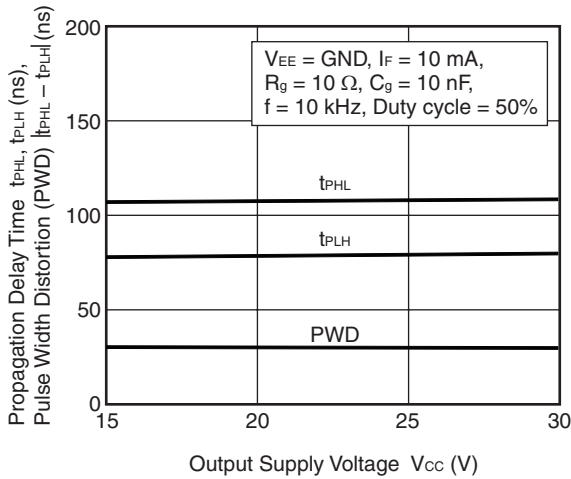 Propagation Delay Time tPHL, tPLH (ns),
Pulse Width Distortion (PWD) |tPHL – tPLH| (ns)
200
150
100
50
0
VEE = GND, IF = 10 mA,
Rg = 10 Ω, Cg = 10 nF,
f = 10 kHz, Duty cycle = 50%
tPHL
tPLH
PWD
15 20 25 30
Output Supply Voltage VCC (V)